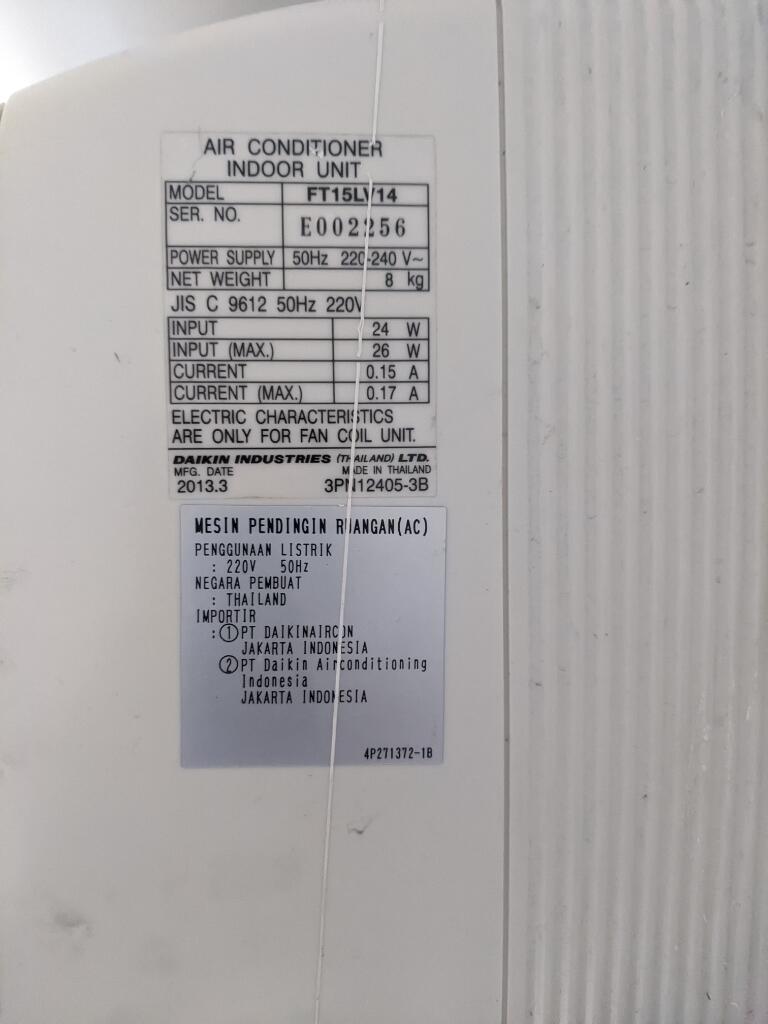 AIR CONDITIONER
INDOOR UNIT
MODEL FT15LV14
SER. NO. E002256
POWER SUPPLY 50Hz 220-240 V~
NET WEIGHT 8 kg
JIS C 9612 50Hz 220V
INPUT 24 W
INPUT (MAX.) 26 W
CURRENT 0.15 A
CURRENT (MAX.) 0.17 A
ELECTRIC CHARACTERISTICS
ARE ONLY FOR FAN COIL UNIT.
DAIKIN INDUSTRIES (THAILAND) LTD.
MFG. DATE MADE IN THAILAND
2013.3 3PN12405-3B
MESIN PENDINGIN RUANGAN(AC)
PENGGUNAAN LISTRIK
: 220V 50Hz
NEGARA PEMBUAT
: THAILAND
IMPORTIR
: ①PT DAIKINAIRCON
JAKARTA INDONESIA
②PT Daikin Airconditioning
Indonesia
JAKARTA INDONESIA
4P271372-1B